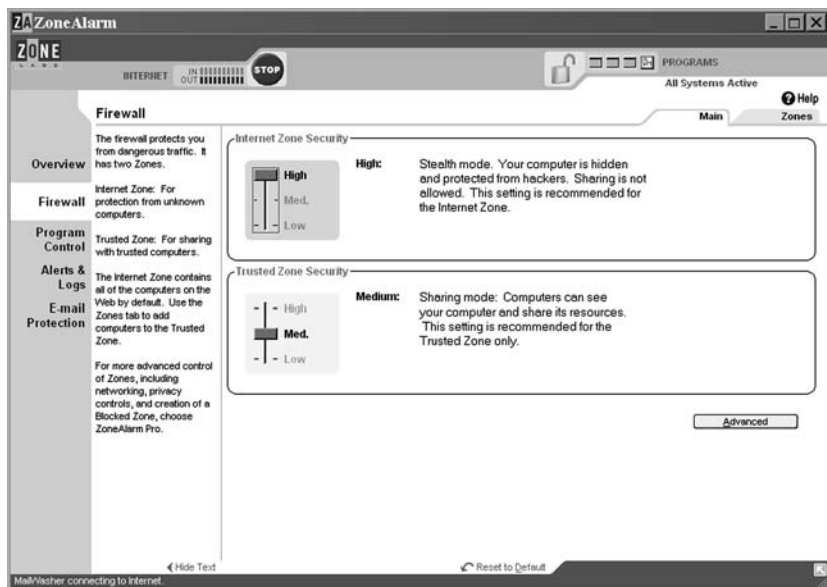 ZA ZoneAlarm
ZONE
LABS
INTERNET
IN
OUT
STOP
PROGRAMS
All Systems Active
Help
Firewall
Main
Zones
Overview
Firewall
Program
Control
Alerts &
Logs
E-mail
Protection
The firewall protects you
from dangerous traffic. It
has two Zones.
Internet Zone: For
protection from unknown
computers.
Trusted Zone: For sharing
with trusted computers.
The Internet Zone contains
all of the computers on the
Web by default. Use the
Zones tab to add
computers to the Trusted
Zone.
For more advanced control
of Zones, including
networking, privacy
controls, and creation of a
Blocked Zone, choose
ZoneAlarm Pro.
Internet Zone Security
High
Med.
Low
High:
Stealth mode. Your computer is hidden
and protected from hackers. Sharing is not
allowed. This setting is recommended for
the Internet Zone.
Trusted Zone Security
High
Med.
Low
Medium:
Sharing mode: Computers can see
your computer and share its resources.
This setting is recommended for the
Trusted Zone only.
Advanced
Hide Text
Reset to Default
MailWasher connecting to Internet.